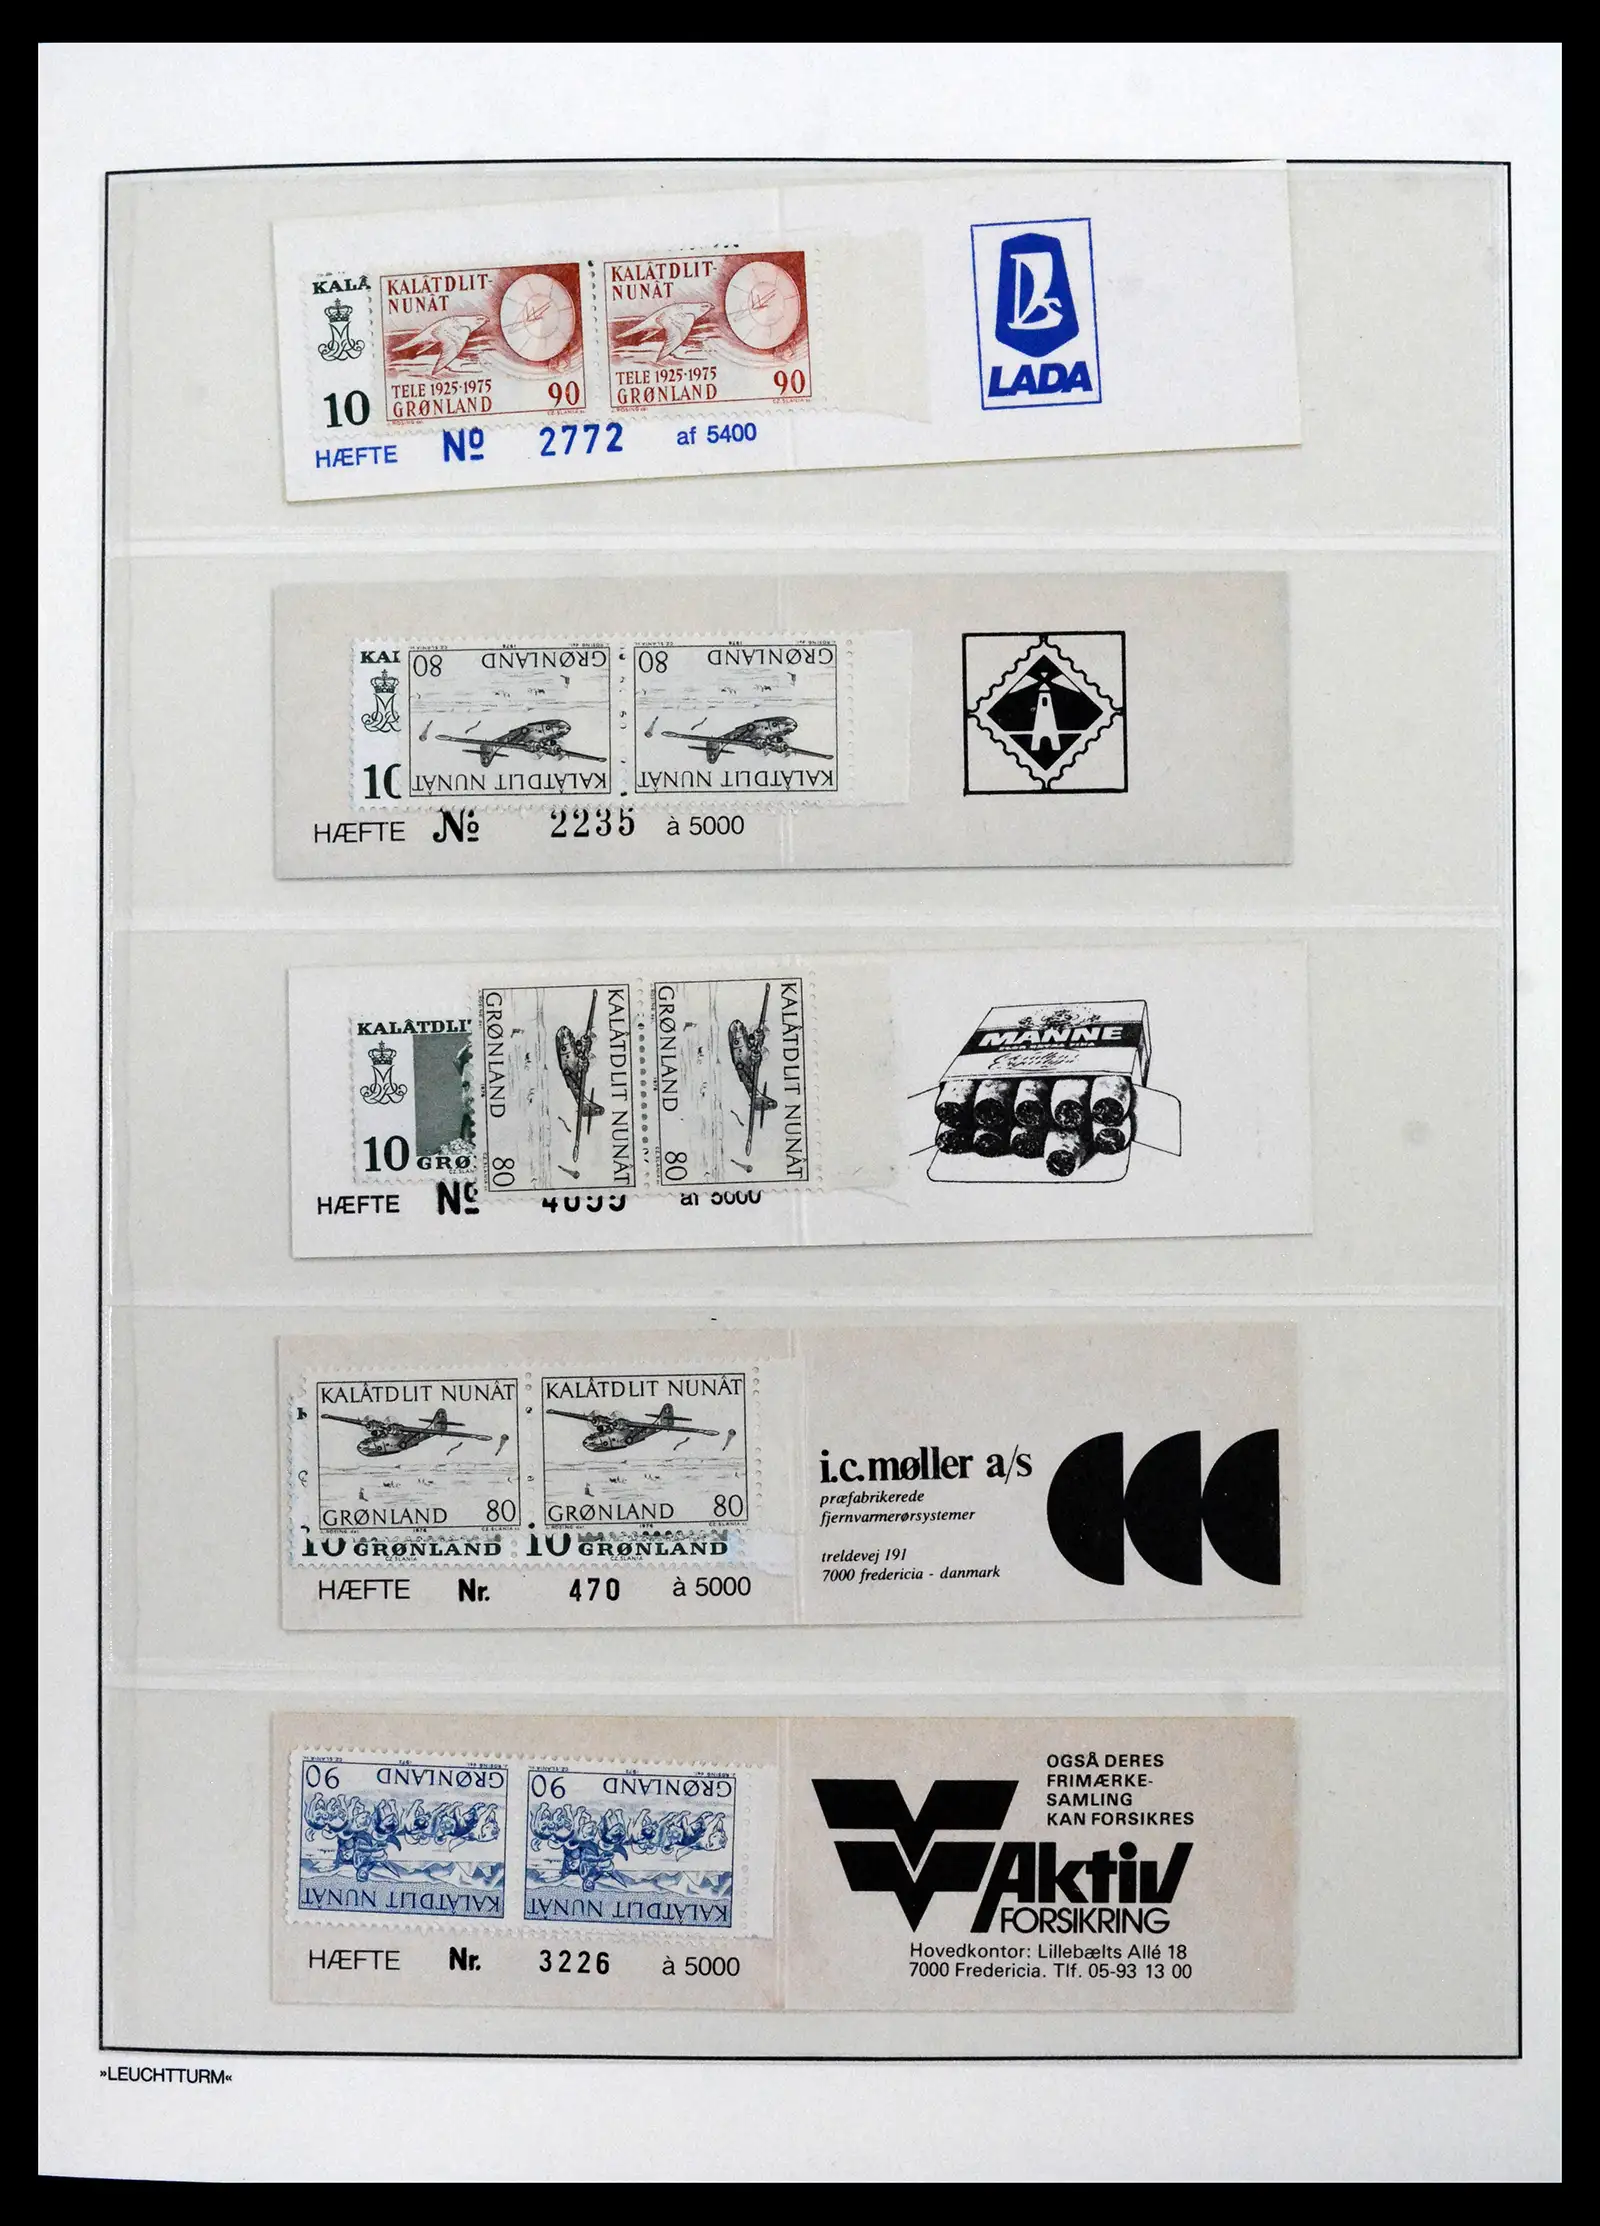 KALÂ
10
KALÂTDLIT-
NUNÂT
TELE 1925-1975
GRØNLAND
90
KALÂTDLIT-
NUNÂT
TELE 1925-1975
GRØNLAND
90
HÆFTE Nº 2772 af 5400
LADA
10
GRØNLAND 80
KALÂTDLIT NUNÂT
GRØNLAND 80
KALÂTDLIT NUNÂT
HÆFTE Nº 2235 à 5000
KALÂTDLIT
10 GRØ
KALÂTDLIT NUNÂT
GRØNLAND 80
KALÂTDLIT NUNÂT
GRØNLAND 80
HÆFTE Nº af 5000
MANNE
KALÂTDLIT NUNÂT
GRØNLAND 80
KALÂTDLIT NUNÂT
GRØNLAND 80
10 GRØNLAND
10 GRØNLAND
HÆFTE Nr. 470 à 5000
i.c.møller a/s
præfabrikerede
fjernvarmerørsystemer
treldevej 191
7000 fredericia - danmark
GRØNLAND 90
KALÂTDLIT NUNÂT
GRØNLAND 90
KALÂTDLIT NUNÂT
HÆFTE Nr. 3226 à 5000
OGSÅ DERES
FRIMÆRKE-
SAMLING
KAN FORSIKRES
Aktiv
FORSIKRING
Hovedkontor: Lillebælts Allé 18
7000 Fredericia. Tlf. 05-93 13 00
»LEUCHTTURM«